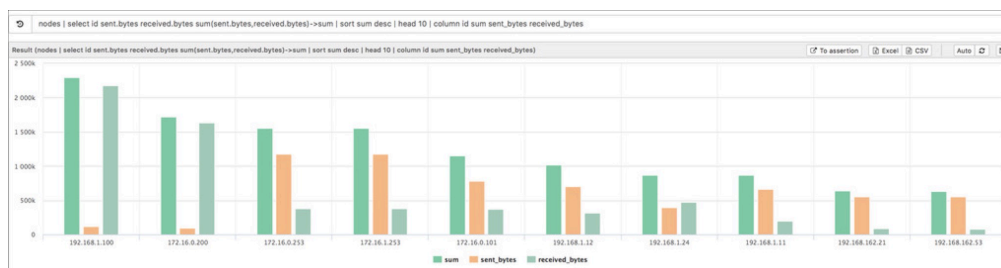 nodes | select id sent.bytes received.bytes sum(sent.bytes,received.bytes)->sum | sort sum desc | head 10 | column id sum sent_bytes received_bytes
Result (nodes | select id sent.bytes received.bytes sum(sent.bytes,received.bytes)->sum | sort sum desc | head 10 | column id sum sent_bytes received_bytes)
To assertion Excel CSV Auto
2 500k
2 000k
1 500k
1 000k
500k
0
192.168.1.100 172.16.0.200 172.16.0.253 172.16.1.253 172.16.0.101 192.168.1.12 192.168.1.24 192.168.1.11 192.168.162.21 192.168.162.53
sum sent_bytes received_bytes